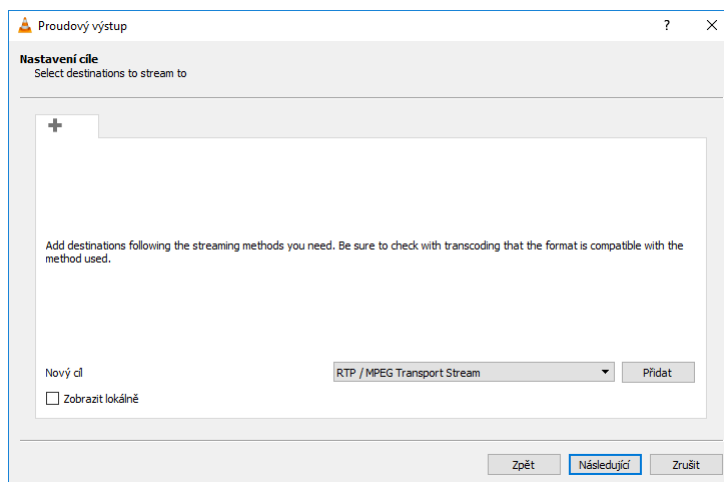 Proudový výstup
Nastavení cíle
Select destinations to stream to
Add destinations following the streaming methods you need. Be sure to check with transcoding that the format is compatible with the
method used.
Nový cíl
RTP / MPEG Transport Stream
Přidat
Zobrazit lokálně
Zpět
Následující
Zrušit